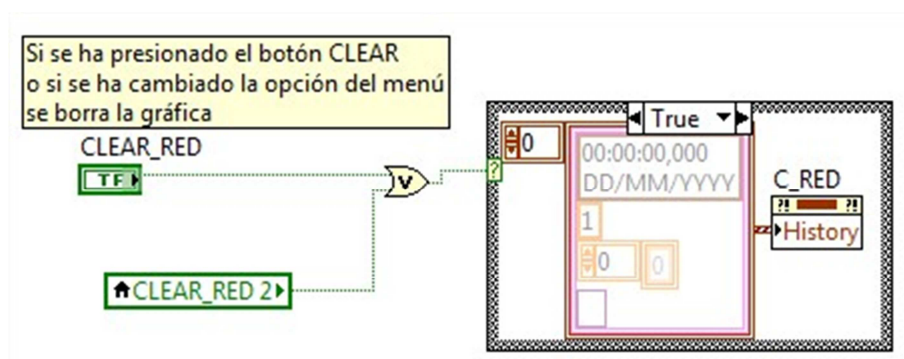 Si se ha presionado el botón CLEAR
o si se ha cambiado la opción del menú
se borra la gráfica
CLEAR_RED
TF
V
CLEAR_RED 2
?
True
0
00:00:00,000
DD/MM/YYYY
1
0
0
C_RED
?! ?!
History